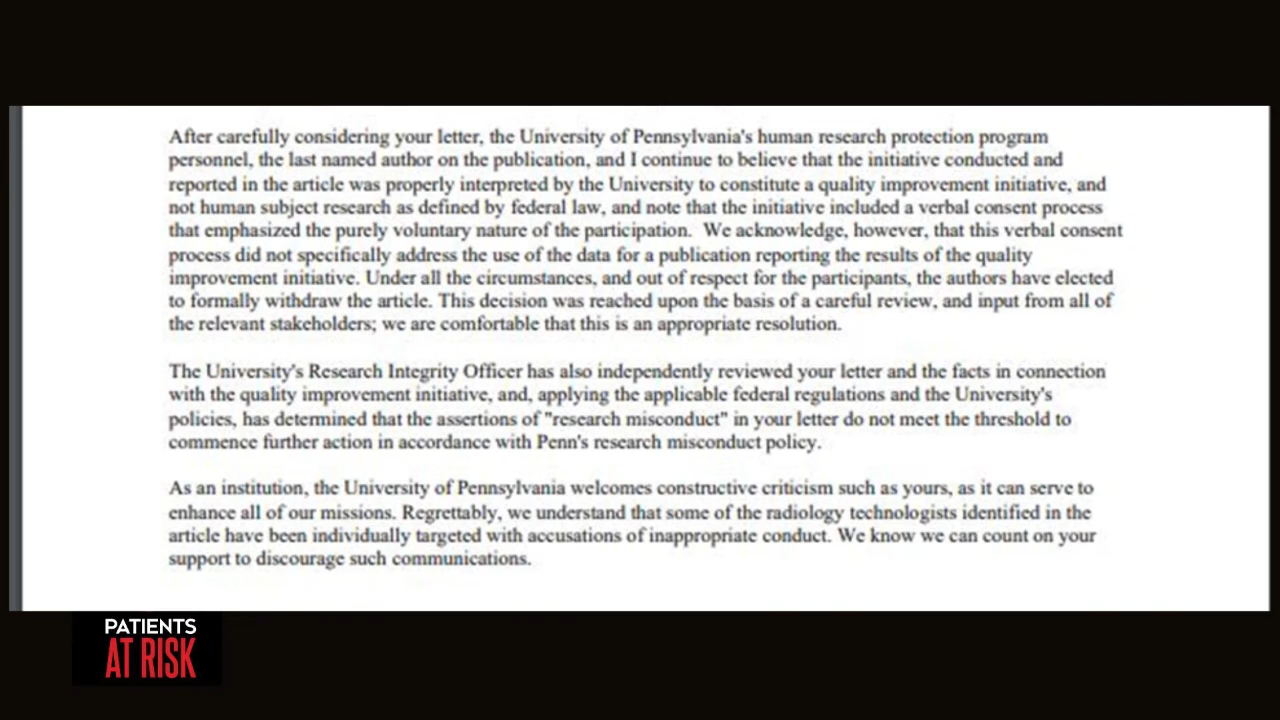 After carefully considering your letter, the University of Pennsylvania's human research protection program
personnel, the last named author on the publication, and I continue to believe that the initiative conducted and
reported in the article was properly interpreted by the University to constitute a quality improvement initiative, and
not human subject research as defined by federal law, and note that the initiative included a verbal consent process
that emphasized the purely voluntary nature of the participation.  We acknowledge, however, that this verbal consent
process did not specifically address the use of the data for a publication reporting the results of the quality
improvement initiative. Under all the circumstances, and out of respect for the participants, the authors have elected
to formally withdraw the article. This decision was reached upon the basis of a careful review, and input from all of
the relevant stakeholders; we are comfortable that this is an appropriate resolution.
The University's Research Integrity Officer has also independently reviewed your letter and the facts in connection
with the quality improvement initiative, and, applying the applicable federal regulations and the University's
policies, has determined that the assertions of "research misconduct" in your letter do not meet the threshold to
commence further action in accordance with Penn's research misconduct policy.
As an institution, the University of Pennsylvania welcomes constructive criticism such as yours, as it can serve to
enhance all of our missions. Regrettably, we understand that some of the radiology technologists identified in the
article have been individually targeted with accusations of inappropriate conduct. We know we can count on your
support to discourage such communications.
PATIENTS
AT RISK